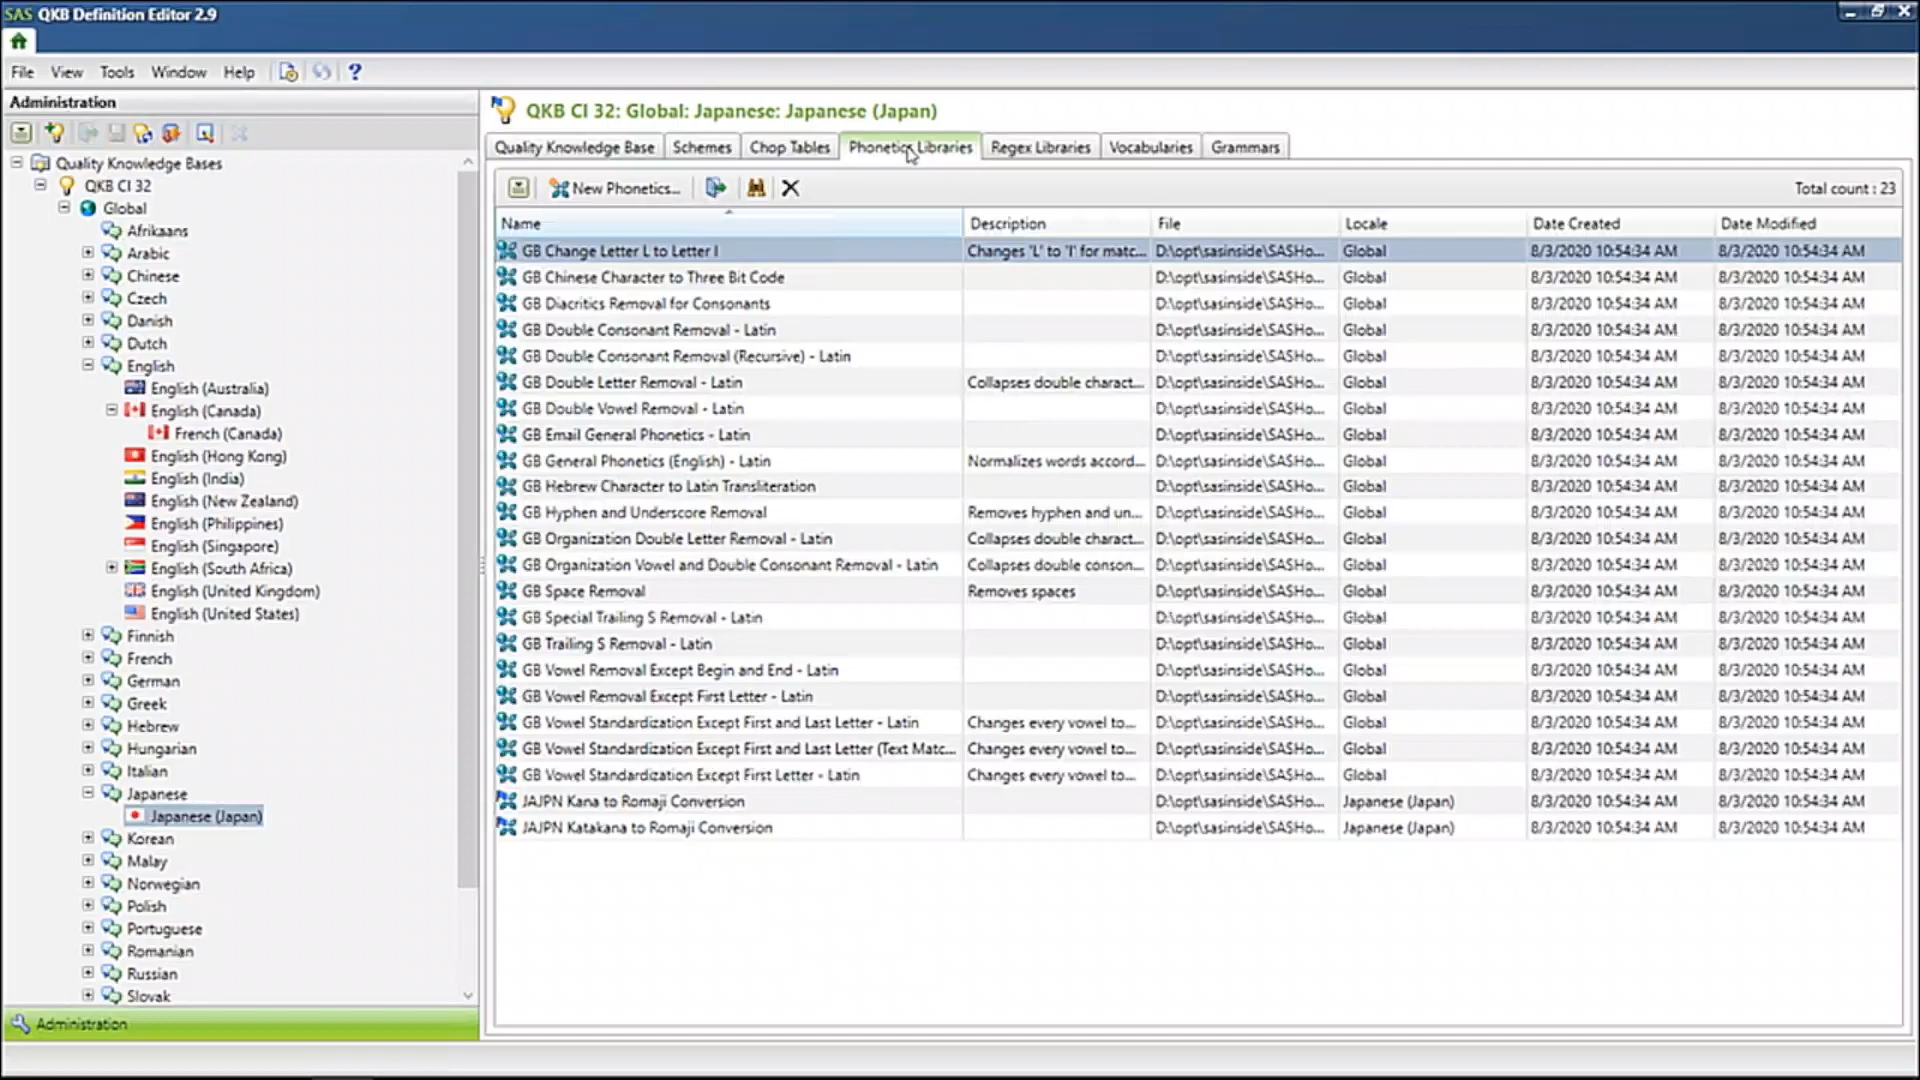 SAS QKB Definition Editor 2.9
File View Tools Window Help
Administration
Quality Knowledge Bases
QKB CI 32
Global
Afrikaans
Arabic
Chinese
Czech
Danish
Dutch
English
English (Australia)
English (Canada)
French (Canada)
English (Hong Kong)
English (India)
English (New Zealand)
English (Philippines)
English (Singapore)
English (South Africa)
English (United Kingdom)
English (United States)
Finnish
French
German
Greek
Hebrew
Hungarian
Italian
Japanese
Japanese (Japan)
Korean
Malay
Norwegian
Polish
Portuguese
Romanian
Russian
Slovak
Administration
QKB CI 32: Global: Japanese: Japanese (Japan)
Quality Knowledge Base Schemes Chop Tables Phonetics Libraries Regex Libraries Vocabularies Grammars
New Phonetics... Total count : 23
Name Description File Locale Date Created Date Modified
GB Change Letter L to Letter I Changes 'L' to 'I' for matc... D:\opt\sasinside\SASHo... Global 8/3/2020 10:54:34 AM 8/3/2020 10:54:34 AM
GB Chinese Character to Three Bit Code D:\opt\sasinside\SASHo... Global 8/3/2020 10:54:34 AM 8/3/2020 10:54:34 AM
GB Diacritics Removal for Consonants D:\opt\sasinside\SASHo... Global 8/3/2020 10:54:34 AM 8/3/2020 10:54:34 AM
GB Double Consonant Removal - Latin D:\opt\sasinside\SASHo... Global 8/3/2020 10:54:34 AM 8/3/2020 10:54:34 AM
GB Double Consonant Removal (Recursive) - Latin D:\opt\sasinside\SASHo... Global 8/3/2020 10:54:34 AM 8/3/2020 10:54:34 AM
GB Double Letter Removal - Latin Collapses double charact... D:\opt\sasinside\SASHo... Global 8/3/2020 10:54:34 AM 8/3/2020 10:54:34 AM
GB Double Vowel Removal - Latin D:\opt\sasinside\SASHo... Global 8/3/2020 10:54:34 AM 8/3/2020 10:54:34 AM
GB Email General Phonetics - Latin D:\opt\sasinside\SASHo... Global 8/3/2020 10:54:34 AM 8/3/2020 10:54:34 AM
GB General Phonetics (English) - Latin Normalizes words accord... D:\opt\sasinside\SASHo... Global 8/3/2020 10:54:34 AM 8/3/2020 10:54:34 AM
GB Hebrew Character to Latin Transliteration D:\opt\sasinside\SASHo... Global 8/3/2020 10:54:34 AM 8/3/2020 10:54:34 AM
GB Hyphen and Underscore Removal Removes hyphen and un... D:\opt\sasinside\SASHo... Global 8/3/2020 10:54:34 AM 8/3/2020 10:54:34 AM
GB Organization Double Letter Removal - Latin Collapses double charact... D:\opt\sasinside\SASHo... Global 8/3/2020 10:54:34 AM 8/3/2020 10:54:34 AM
GB Organization Vowel and Double Consonant Removal - Latin Collapses double conson... D:\opt\sasinside\SASHo... Global 8/3/2020 10:54:34 AM 8/3/2020 10:54:34 AM
GB Space Removal Removes spaces D:\opt\sasinside\SASHo... Global 8/3/2020 10:54:34 AM 8/3/2020 10:54:34 AM
GB Special Trailing S Removal - Latin D:\opt\sasinside\SASHo... Global 8/3/2020 10:54:34 AM 8/3/2020 10:54:34 AM
GB Trailing S Removal - Latin D:\opt\sasinside\SASHo... Global 8/3/2020 10:54:34 AM 8/3/2020 10:54:34 AM
GB Vowel Removal Except Begin and End - Latin D:\opt\sasinside\SASHo... Global 8/3/2020 10:54:34 AM 8/3/2020 10:54:34 AM
GB Vowel Removal Except First Letter - Latin D:\opt\sasinside\SASHo... Global 8/3/2020 10:54:34 AM 8/3/2020 10:54:34 AM
GB Vowel Standardization Except First and Last Letter - Latin Changes every vowel to... D:\opt\sasinside\SASHo... Global 8/3/2020 10:54:34 AM 8/3/2020 10:54:34 AM
GB Vowel Standardization Except First and Last Letter (Text Matc... Changes every vowel to... D:\opt\sasinside\SASHo... Global 8/3/2020 10:54:34 AM 8/3/2020 10:54:34 AM
GB Vowel Standardization Except First Letter - Latin Changes every vowel to... D:\opt\sasinside\SASHo... Global 8/3/2020 10:54:34 AM 8/3/2020 10:54:34 AM
JAJPN Kana to Romaji Conversion D:\opt\sasinside\SASHo... Japanese (Japan) 8/3/2020 10:54:34 AM 8/3/2020 10:54:34 AM
JAJPN Katakana to Romaji Conversion D:\opt\sasinside\SASHo... Japanese (Japan) 8/3/2020 10:54:34 AM 8/3/2020 10:54:34 AM